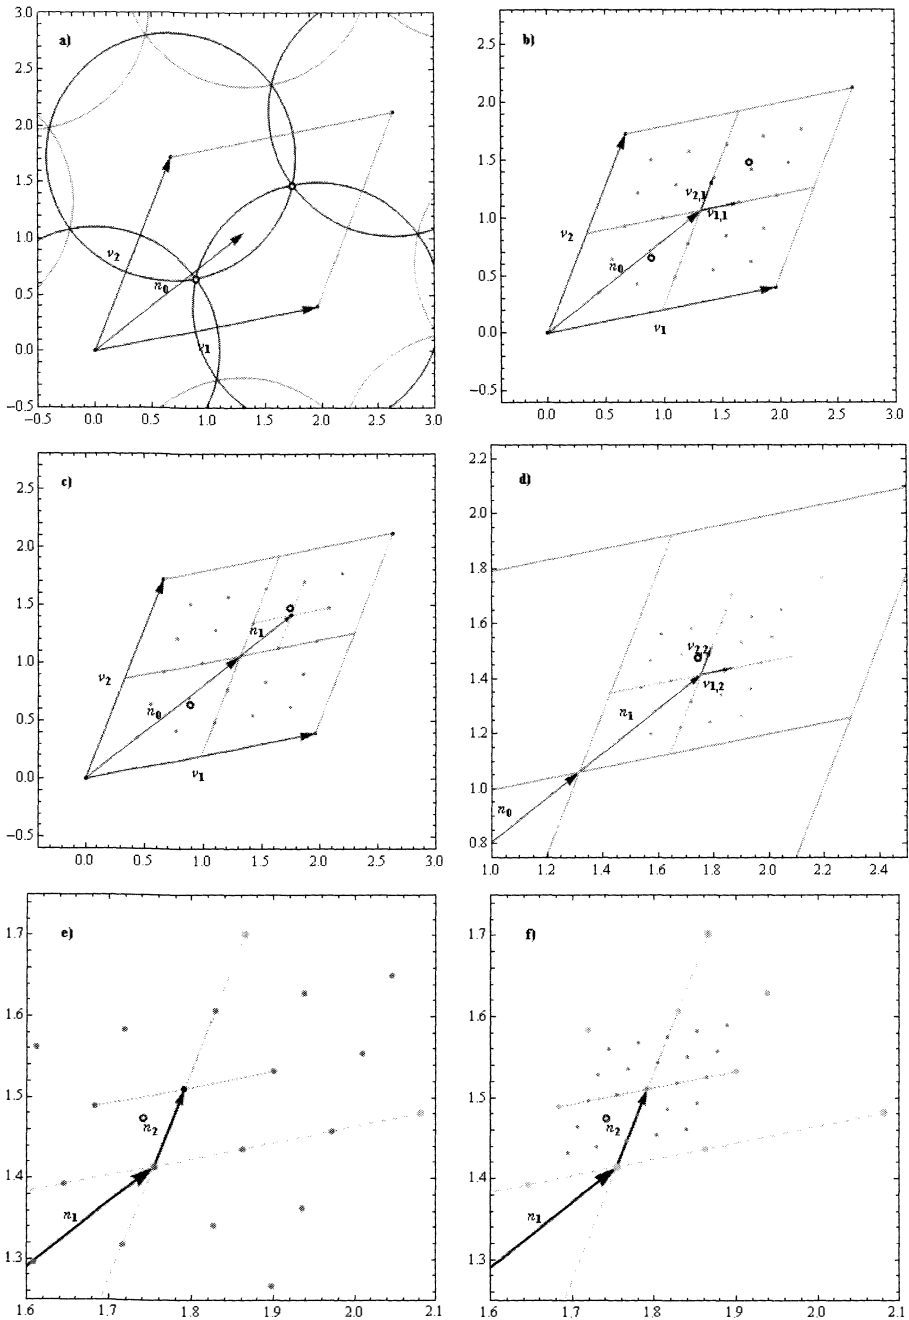 a)
3.0
2.5
2.0
1.5
1.0
0.5
0.0
−0.5
v2
n0
v1
−0.5 0.0 0.5 1.0 1.5 2.0 2.5 3.0
b)
2.5
2.0
1.5
1.0
0.5
0.0
−0.5
v2,1
v1,1
v2
n0
v1
0.0 0.5 1.0 1.5 2.0 2.5 3.0
c)
2.5
2.0
1.5
1.0
0.5
0.0
−0.5
n1
v2
n0
v1
0.0 0.5 1.0 1.5 2.0 2.5 3.0
d)
2.2
2.0
1.8
1.6
1.4
1.2
1.0
0.8
v2,2
v1,2
n1
n0
1.0 1.2 1.4 1.6 1.8 2.0 2.2 2.4
e)
1.7
1.6
1.5
1.4
1.3
n2
n1
1.6 1.7 1.8 1.9 2.0 2.1
f)
1.7
1.6
1.5
1.4
1.3
n2
n1
1.6 1.7 1.8 1.9 2.0 2.1